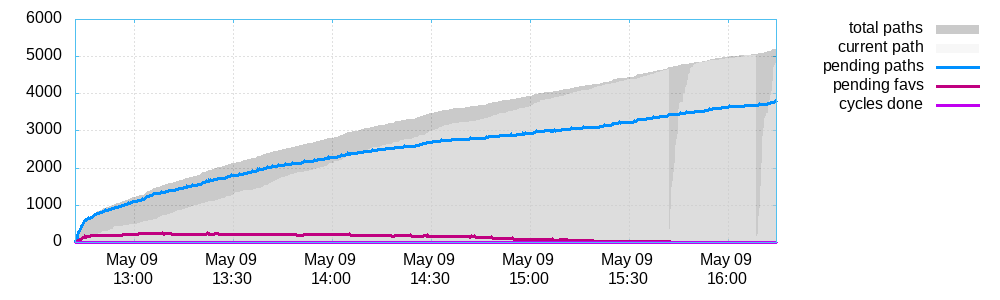 6000
5000
4000
3000
2000
1000
0
May 09
13:00
May 09
13:30
May 09
14:00
May 09
14:30
May 09
15:00
May 09
15:30
May 09
16:00
total paths
current path
pending paths
pending favs
cycles done